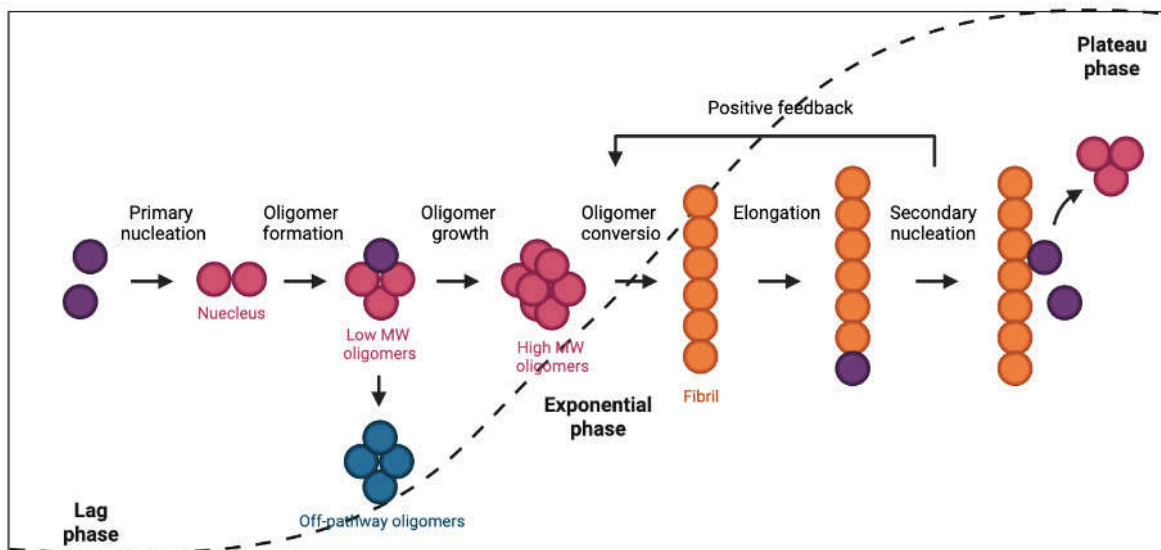 Plateau
phase
Positive feedback
Primary
nucleation
Oligomer
formation
Oligomer
growth
Oligomer
conversio
Elongation
Secondary
nucleation
Nuecleus
Low MW
oligomers
High MW
oligomers
Fibril
Exponential
phase
Off-pathway oligomers
Lag
phase